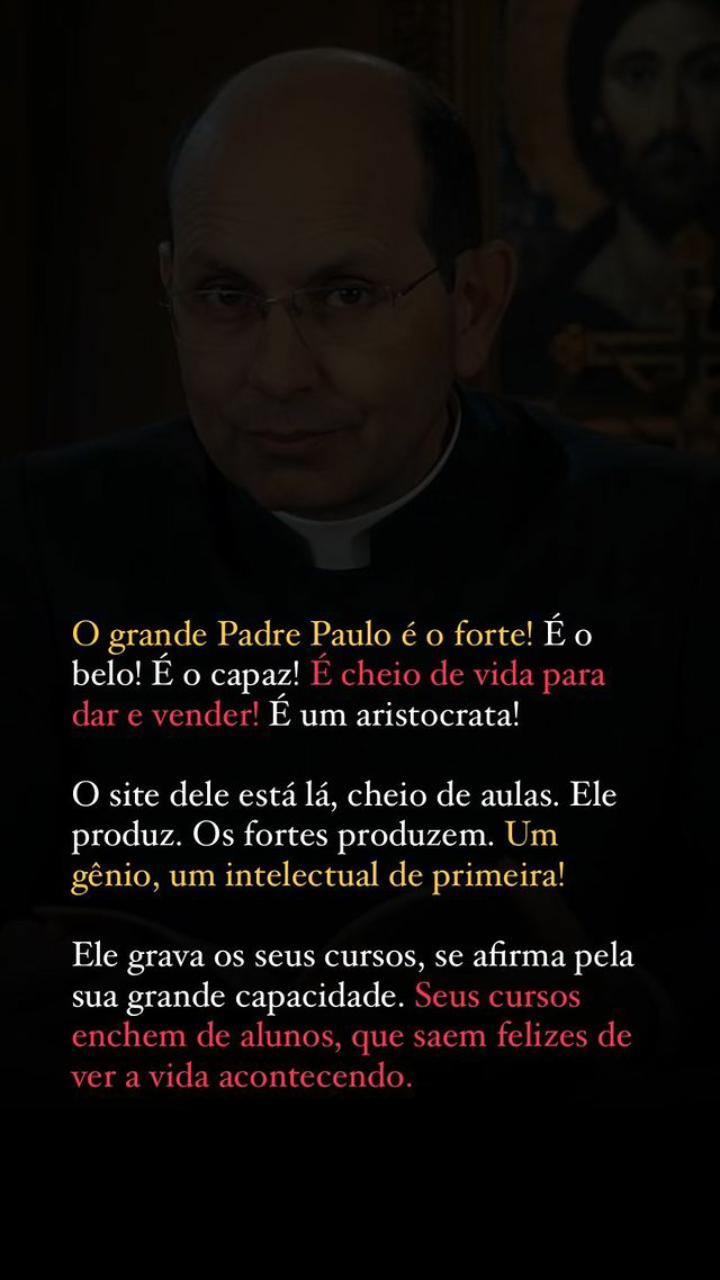 O grande Padre Paulo é o forte! É o
belo! É o capaz! É cheio de vida para
dar e vender! É um aristocrata!
O site dele está lá, cheio de aulas. Ele
produz. Os fortes produzem. Um
gênio, um intelectual de primeira!
Ele grava os seus cursos, se afirma pela
sua grande capacidade. Seus cursos
enchem de alunos, que saem felizes de
ver a vida acontecendo.